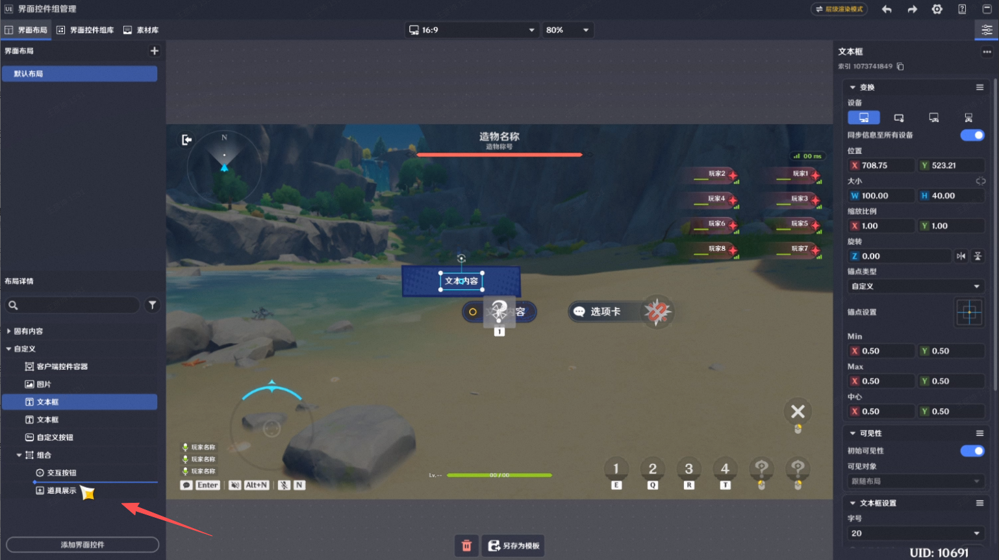 UI 界面控件组管理
层级渲染模式
界面布局
界面控件组库
素材库
16:9
80%
界面布局
默认布局
布局详情
固有内容
自定义
客户端控件容器
图片
文本框
文本框
自定义按钮
组合
交互按钮
道具展示
添加界面控件
N
造物名称
造物称号
00 ms
玩家2
玩家1
玩家4
玩家3
玩家6
玩家5
玩家8
玩家7
文本内容
容
1
选项卡
玩家名称
玩家名称
玩家名称
Enter
Alt+N
N
Lv.--
00 / 00
1
2
3
4
E
Q
R
T
另存为模板
文本框
索引 1073741849
变换
设备
同步信息至所有设备
位置
X 708.75
Y 523.21
大小
W 100.00
H 40.00
缩放比例
X 1.00
Y 1.00
旋转
Z 0.00
锚点类型
自定义
锚点设置
Min
X 0.50
Y 0.50
Max
X 0.50
Y 0.50
中心
X 0.50
Y 0.50
可见性
初始可见性
可见对象
跟随布局
文本框设置
字号
20
UID: 10691